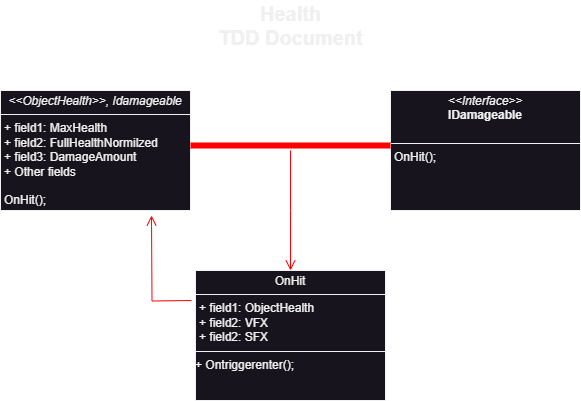 Health
TDD Document
<<ObjectHealth>>, Idamageable
+ field1: MaxHealth
+ field2: FullHealthNormilzed
+ field3: DamageAmount
+ Other fields
OnHit();
<<Interface>>
IDamageable
OnHit();
OnHit
+ field1: ObjectHealth
+ field2: VFX
+ field2: SFX
+ Ontriggerenter();